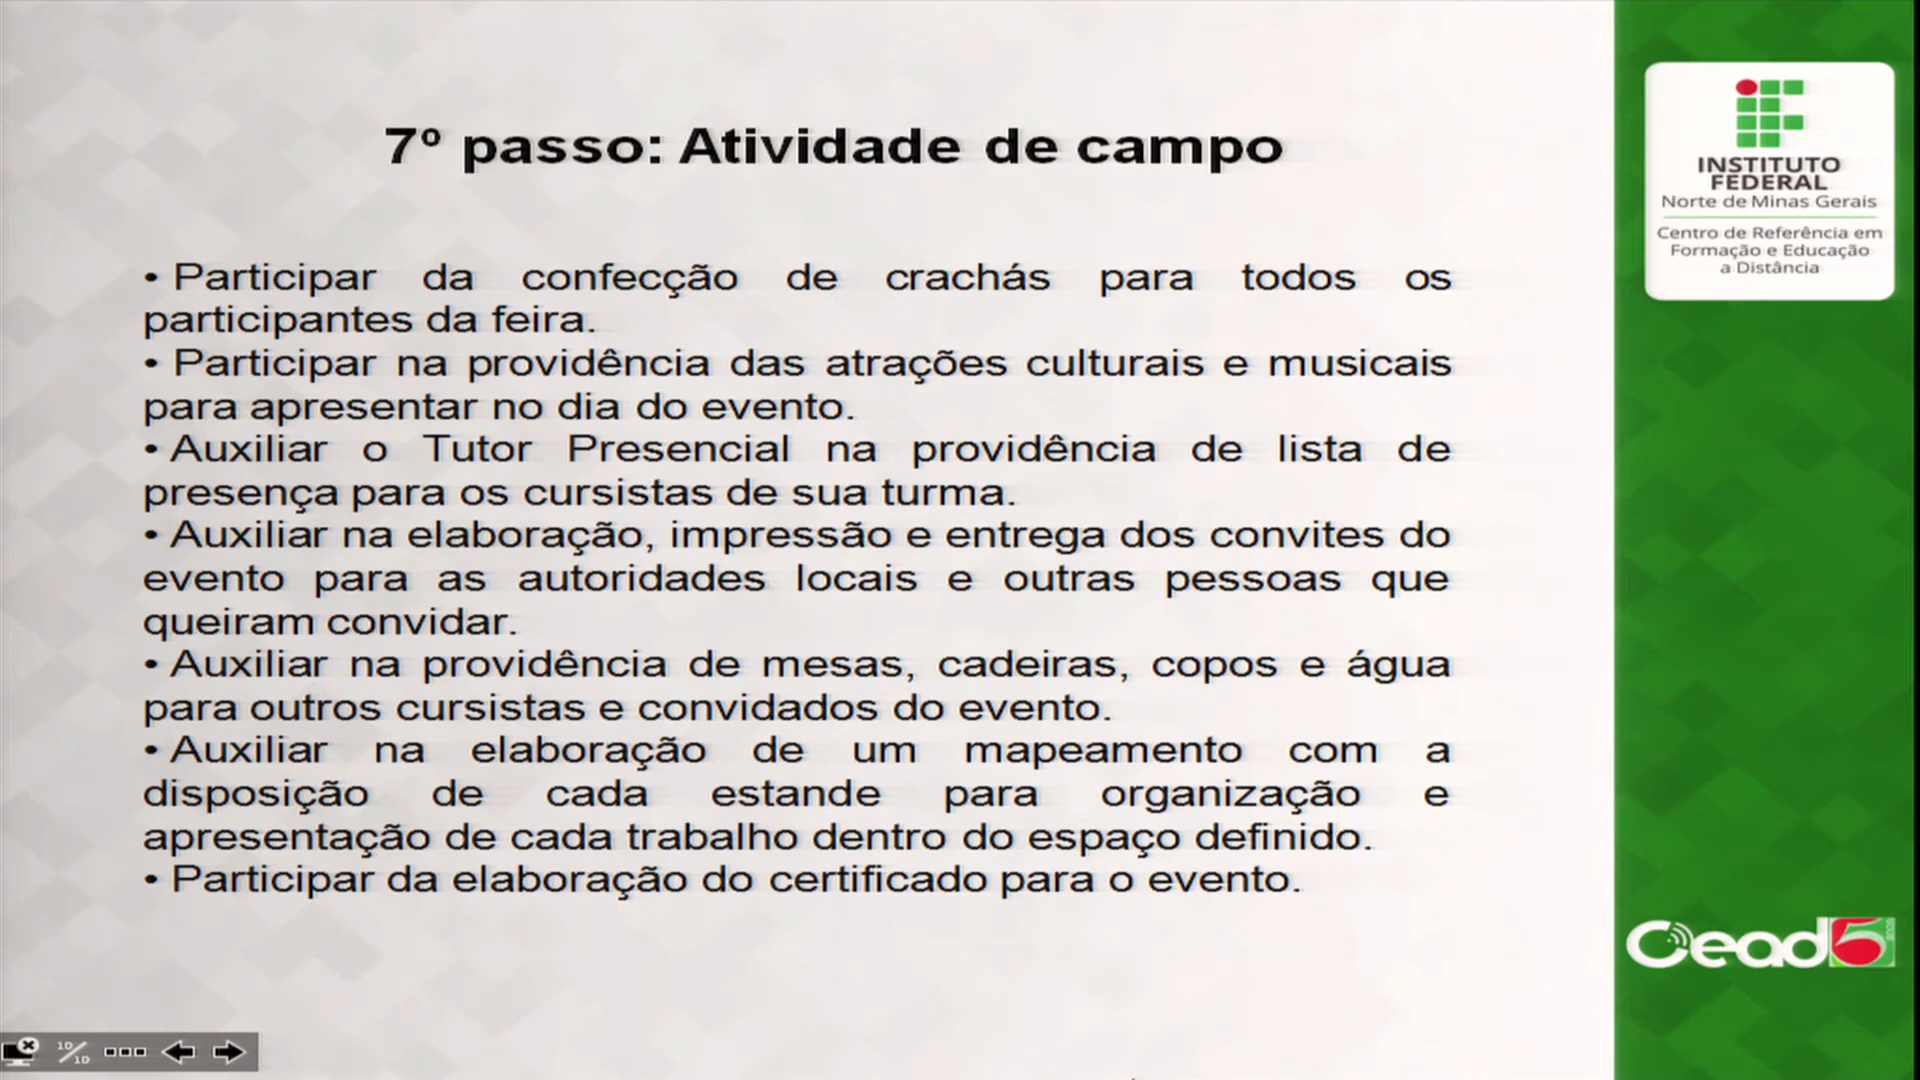 7º passo: Atividade de campo
• Participar da confecção de crachás para todos os
participantes da feira.
• Participar na providência das atrações culturais e musicais
para apresentar no dia do evento.
• Auxiliar o Tutor Presencial na providência de lista de
presença para os cursistas de sua turma.
• Auxiliar na elaboração, impressão e entrega dos convites do
evento para as autoridades locais e outras pessoas que
queiram convidar.
• Auxiliar na providência de mesas, cadeiras, copos e água
para outros cursistas e convidados do evento.
• Auxiliar na elaboração de um mapeamento com a
disposição de cada estande para organização e
apresentação de cada trabalho dentro do espaço definido.
• Participar da elaboração do certificado para o evento.
INSTITUTO
FEDERAL
Norte de Minas Gerais
Centro de Referência em
Formação e Educação
a Distância
Cead 5
10/10